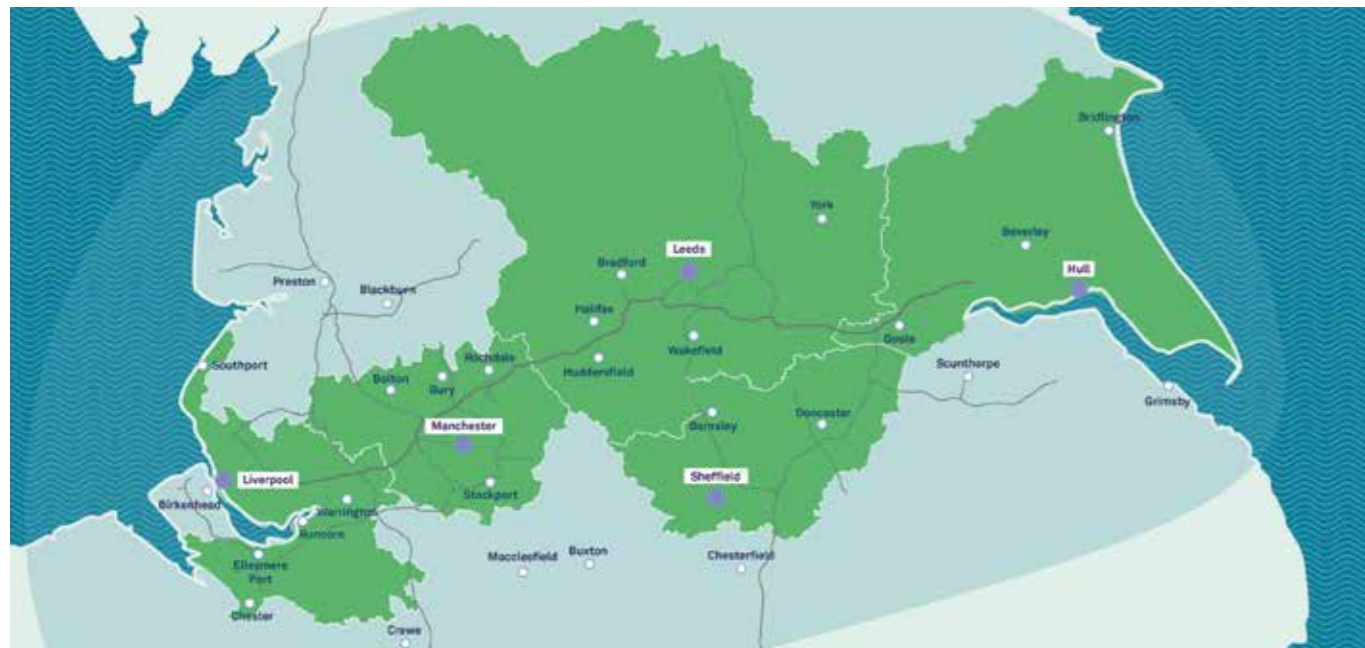 Bridlington
York
Beverley
Leeds
Bradford
Hull
Preston
Blackburn
Halifax
Goole
Wakefield
Rochdale
Huddersfield
Southport
Scunthorpe
Bolton
Bury
Grimsby
Manchester
Barnsley
Doncaster
Liverpool
Sheffield
Stockport
Birkenhead
Warrington
Runcorn
Macclesfield
Buxton
Chesterfield
Ellesmere
Port
Chester
Crewe